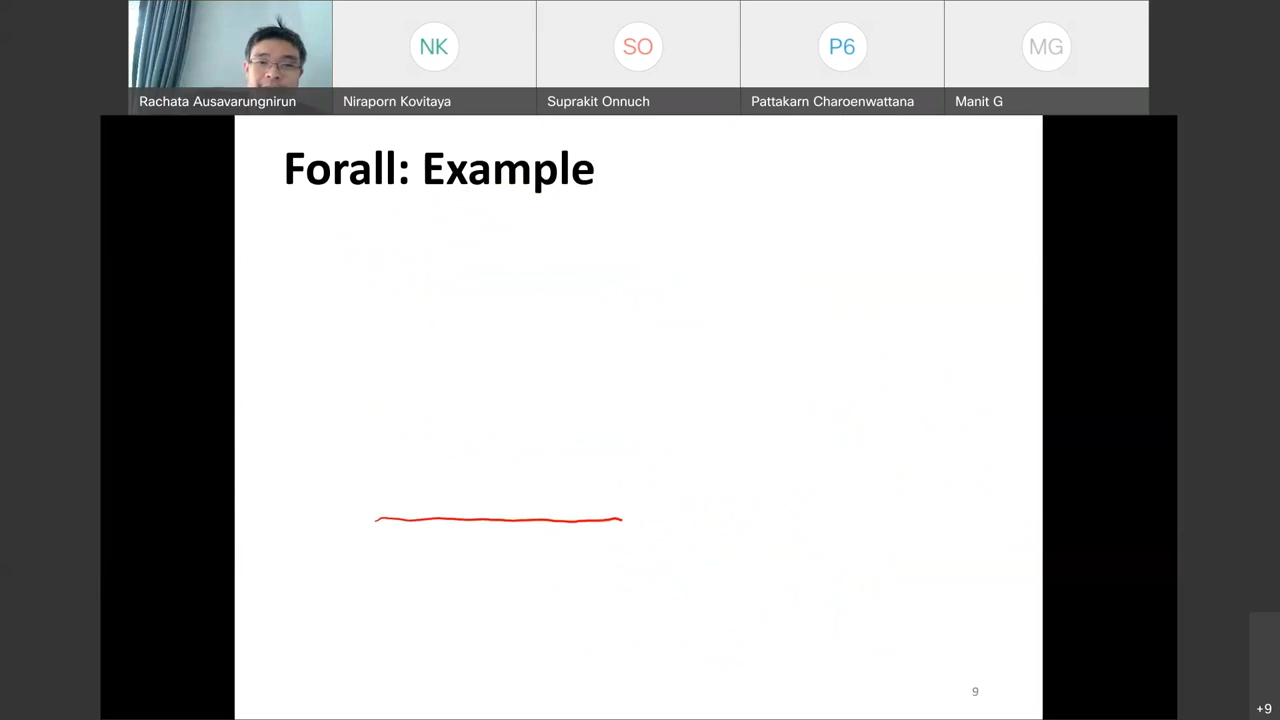 NK
SO
P6
MG
Rachata Ausavarungnirun
Niraporn Kovitaya
Suprakit Onnuch
Pattakarn Charoenwattana
Manit G
Forall: Example
9
+9